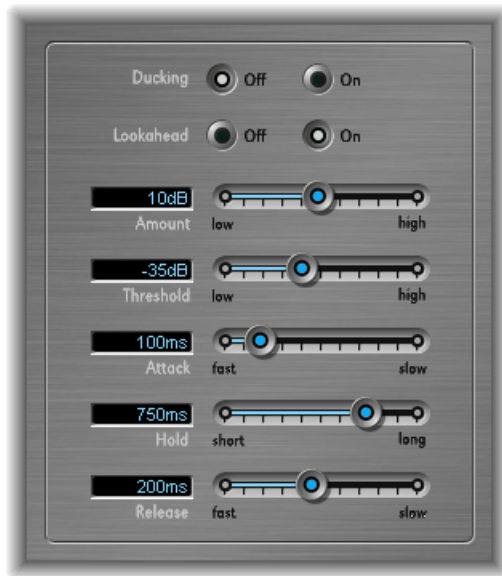 Ducking Off On
Lookahead Off On
10dB
Amount low high
-35dB
Threshold low high
100ms
Attack fast slow
750ms
Hold short long
200ms
Release fast slow